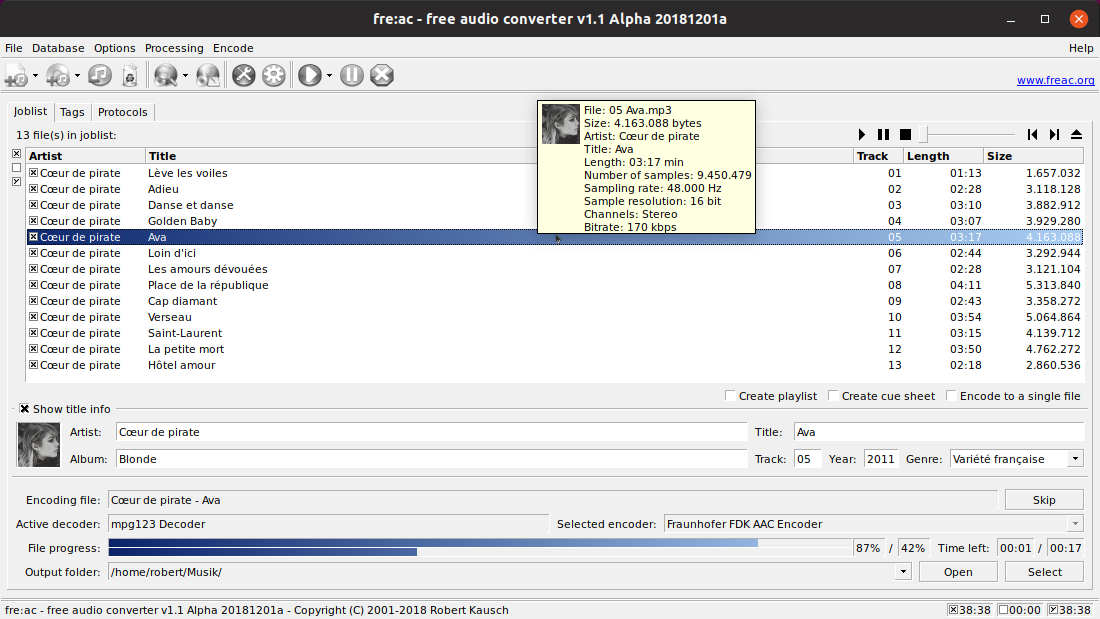 fre:ac - free audio converter v1.1 Alpha 20181201a
File Database Options Processing Encode Help
www.freac.org
Joblist Tags Protocols
13 file(s) in joblist:
File: 05 Ava.mp3
Size: 4.163.088 bytes
Artist: Cœur de pirate
Title: Ava
Length: 03:17 min
Number of samples: 9.450.479
Sampling rate: 48.000 Hz
Sample resolution: 16 bit
Channels: Stereo
Bitrate: 170 kbps
Artist Title Track Length Size
Cœur de pirate Lève les voiles 01 01:13 1.657.032
Cœur de pirate Adieu 02 02:28 3.118.128
Cœur de pirate Danse et danse 03 03:10 3.882.912
Cœur de pirate Golden Baby 04 03:07 3.929.280
Cœur de pirate Ava 05 03:17 4.163.088
Cœur de pirate Loin d'ici 06 02:44 3.292.944
Cœur de pirate Les amours dévouées 07 02:28 3.121.104
Cœur de pirate Place de la république 08 04:11 5.313.840
Cœur de pirate Cap diamant 09 02:43 3.358.272
Cœur de pirate Verseau 10 03:54 5.064.864
Cœur de pirate Saint-Laurent 11 03:15 4.139.712
Cœur de pirate La petite mort 12 03:50 4.762.272
Cœur de pirate Hôtel amour 13 02:18 2.860.536
Create playlist Create cue sheet Encode to a single file
Show title info
Artist: Cœur de pirate Title: Ava
Album: Blonde Track: 05 Year: 2011 Genre: Variété française
Encoding file: Cœur de pirate - Ava Skip
Active decoder: mpg123 Decoder Selected encoder: Fraunhofer FDK AAC Encoder
File progress: 87% / 42% Time left: 00:01 / 00:17
Output folder: /home/robert/Musik/ Open Select
fre:ac - free audio converter v1.1 Alpha 20181201a - Copyright (C) 2001-2018 Robert Kausch 38:38 00:00 38:38